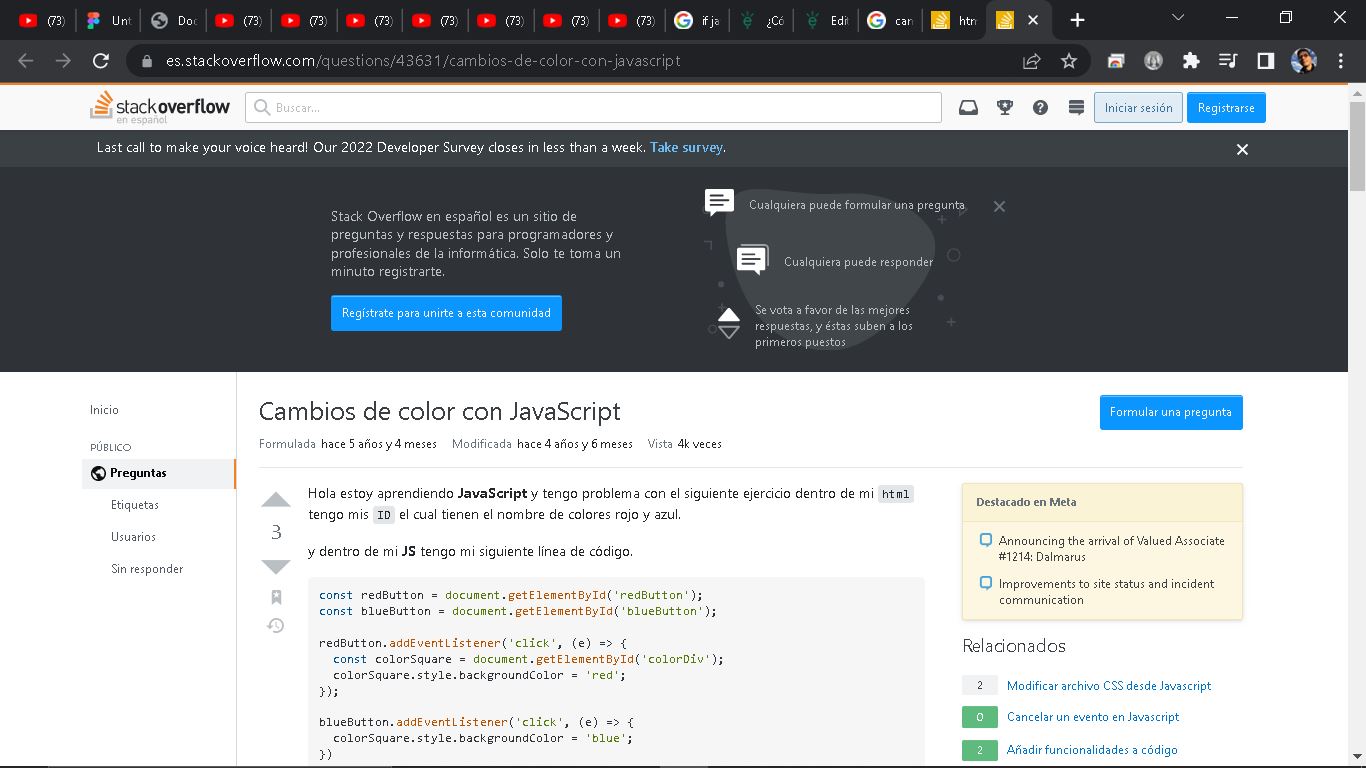 (73)
Unt
Doc
(73)
(73)
(73)
(73)
(73)
(73)
(73)
if ja
¿Có
Edit
can
htm
es.stackoverflow.com/questions/43631/cambios-de-color-con-javascript
stackoverflow
en español
Buscar...
Iniciar sesión
Registrarse
Last call to make your voice heard! Our 2022 Developer Survey closes in less than a week. Take survey.
Stack Overflow en español es un sitio de
preguntas y respuestas para programadores y
profesionales de la informática. Solo te toma un
minuto registrarte.
Regístrate para unirte a esta comunidad
Cualquiera puede formular una pregunta
Cualquiera puede responder
Se vota a favor de las mejores
respuestas, y éstas suben a los
primeros puestos
Inicio
PÚBLICO
Preguntas
Etiquetas
Usuarios
Sin responder
Cambios de color con JavaScript
Formular una pregunta
Formulada hace 5 años y 4 meses Modificada hace 4 años y 6 meses Vista 4k veces
3
Hola estoy aprendiendo JavaScript y tengo problema con el siguiente ejercicio dentro de mi html
tengo mis ID el cual tienen el nombre de colores rojo y azul.
y dentro de mi JS tengo mi siguiente línea de código.
const redButton = document.getElementById('redButton');
const blueButton = document.getElementById('blueButton');
redButton.addEventListener('click', (e) => {
const colorSquare = document.getElementById('colorDiv');
colorSquare.style.backgroundColor = 'red';
});
blueButton.addEventListener('click', (e) => {
colorSquare.style.backgroundColor = 'blue';
})
Destacado en Meta
Announcing the arrival of Valued Associate
#1214: Dalmarus
Improvements to site status and incident
communication
Relacionados
2 Modificar archivo CSS desde Javascript
0 Cancelar un evento en Javascript
2 Añadir funcionalidades a código